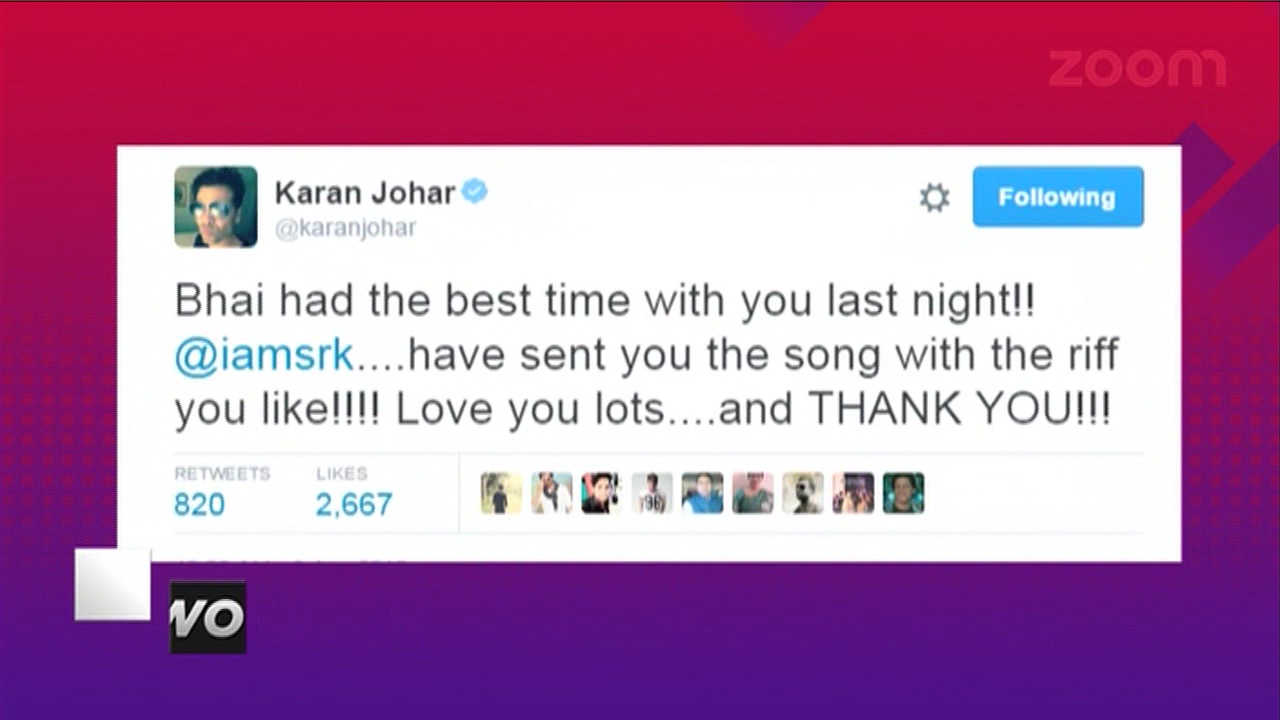 zoom
Karan Johar
@karanjohar
Following
Bhai had the best time with you last night!!
@iamsrk....have sent you the song with the riff
you like!!!! Love you lots....and THANK YOU!!!
RETWEETS LIKES
820 2,667
96